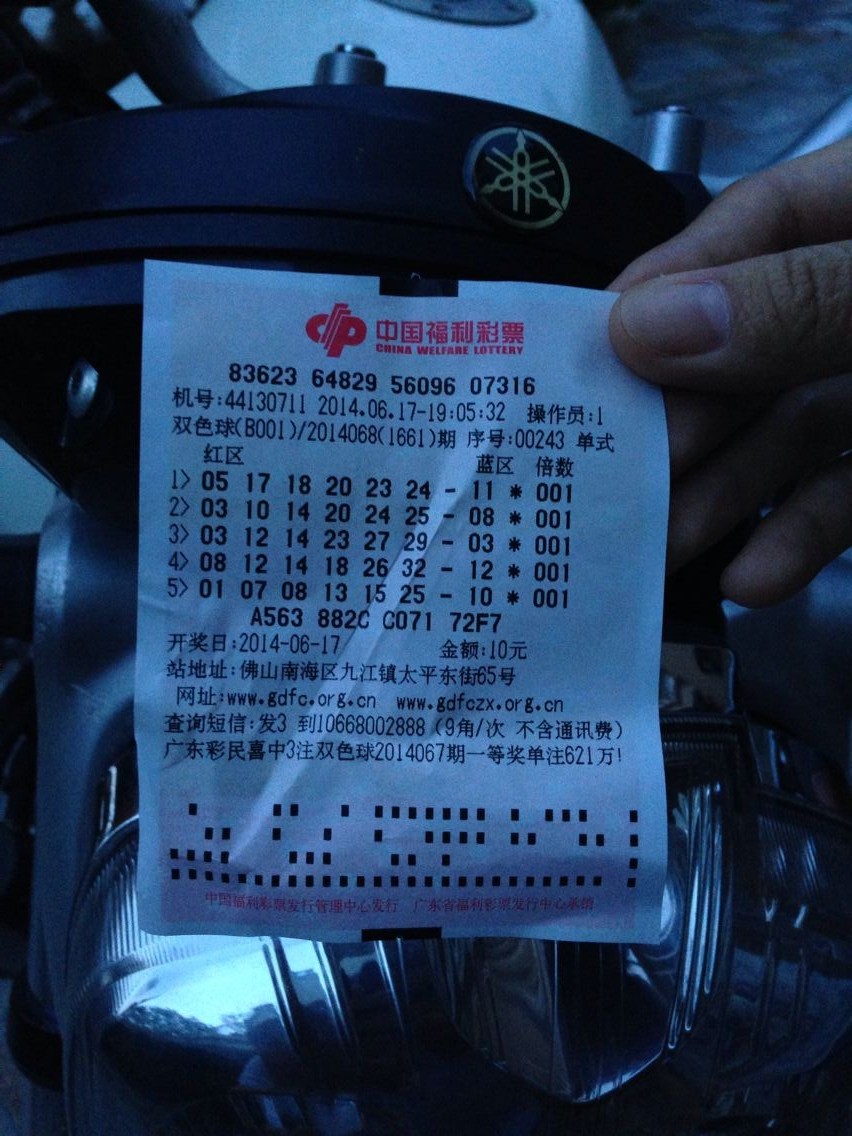 中国福利彩票
CHINA WELFARE LOTTERY
83623 64829 56096 07316
机号:44130711 2014.06.17-19:05:32 操作员:1
双色球(B001)/2014068(1661)期 序号:00243 单式
红区 蓝区 倍数
1> 05 17 18 20 23 24 - 11 * 001
2> 03 10 14 20 24 25 - 08 * 001
3> 03 12 14 23 27 29 - 03 * 001
4> 08 12 14 18 26 32 - 12 * 001
5> 01 07 08 13 15 25 - 10 * 001
A563 882C C071 72F7
开奖日:2014-06-17 金额:10元
站地址:佛山南海区九江镇太平东街65号
网址:www.gdfc.org.cn www.gdfczx.org.cn
查询短信:发3 到10668002888（9角/次 不含通讯费）
广东彩民喜中3注双色球2014067期一等奖单注621万!
中国福利彩票发行管理中心发行 广东省福利彩票发行中心承销